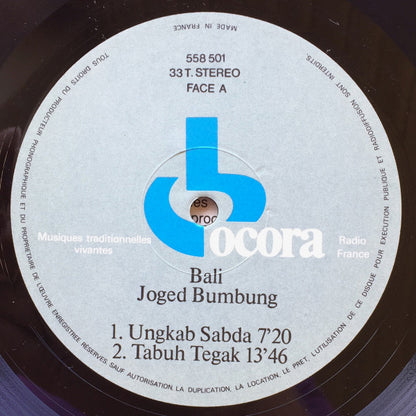 MADE IN FRANCE
558 501
33 T. STEREO
FACE A
ocora
Musiques traditionnelles
vivantes
Radio
France
Bali
Joged Bumbung
1. Ungkab Sabda 7'20
2. Tabuh Tegak 13'46
TOUS DROITS DU PRODUCTEUR PHONOGRAPHIQUE ET DU PROPRIETAIRE DE L'ŒUVRE ENREGISTREE RESERVES. SAUF AUTORISATION, LA DUPLICATION, LA LOCATION, LE PRET, L'UTILISATION DE CE DISQUE POUR EXECUTION PUBLIQUE ET RADIODIFFUSION SONT INTERDITS.